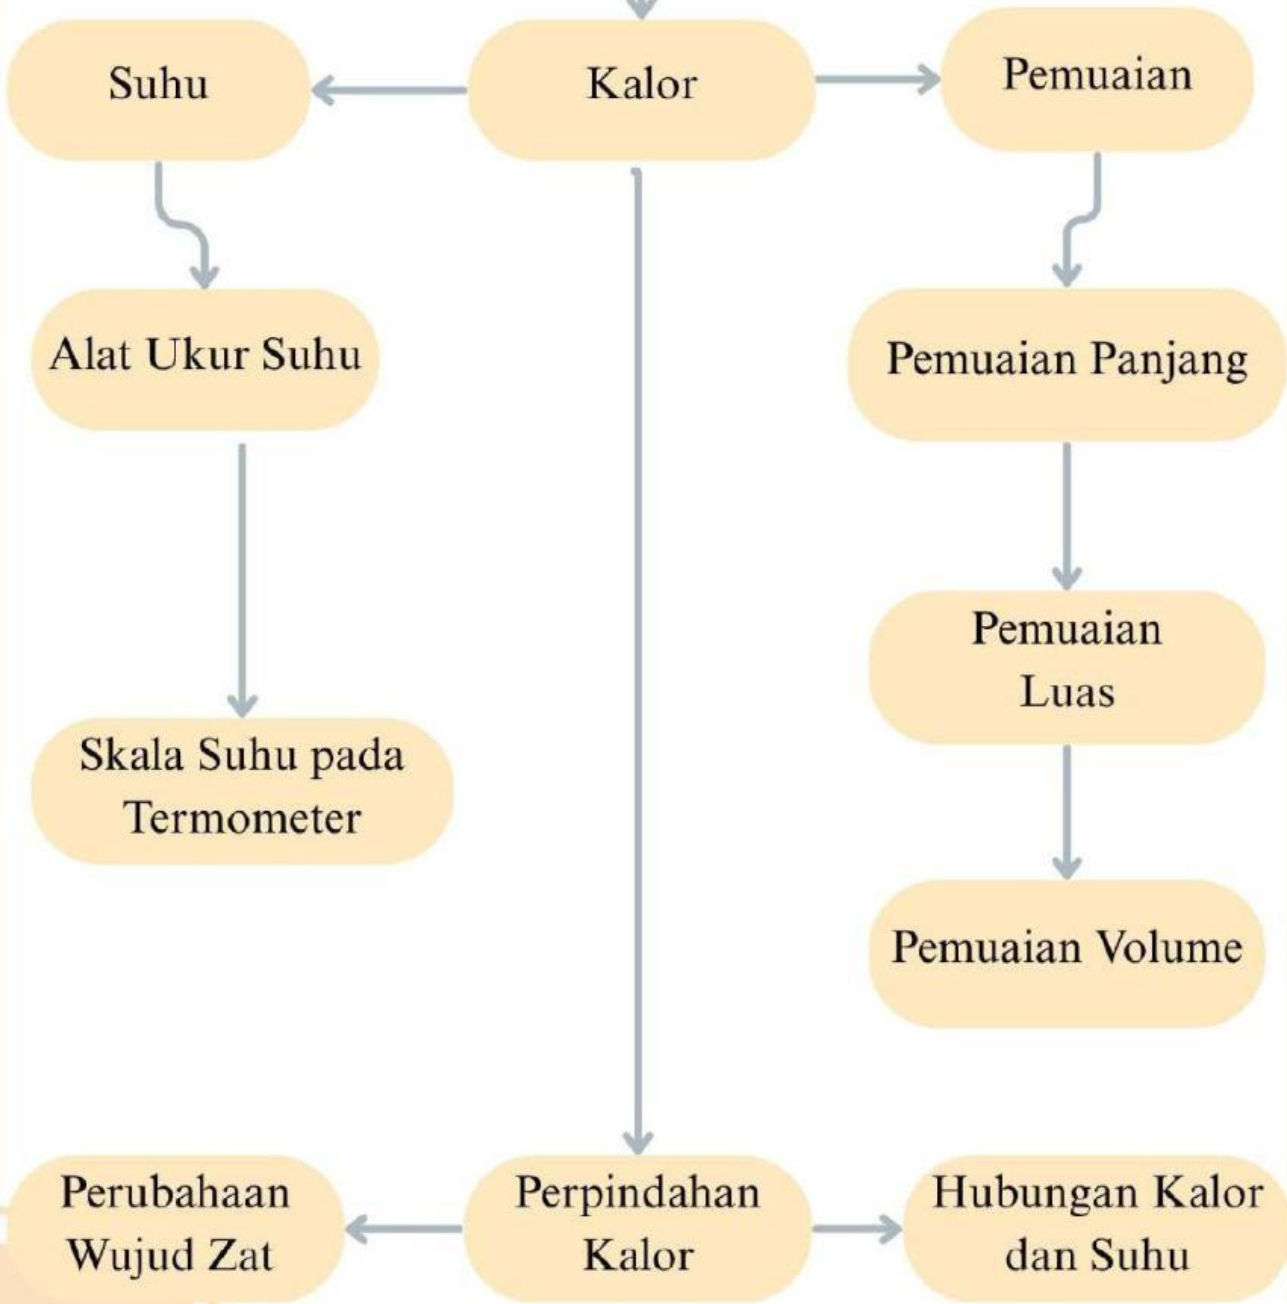 Suhu
Kalor
Pemuaian
Alat Ukur Suhu
Pemuaian Panjang
Pemuaian
Luas
Skala Suhu pada
Termometer
Pemuaian Volume
Perubahaan
Wujud Zat
Perpindahan
Kalor
Hubungan Kalor
dan Suhu